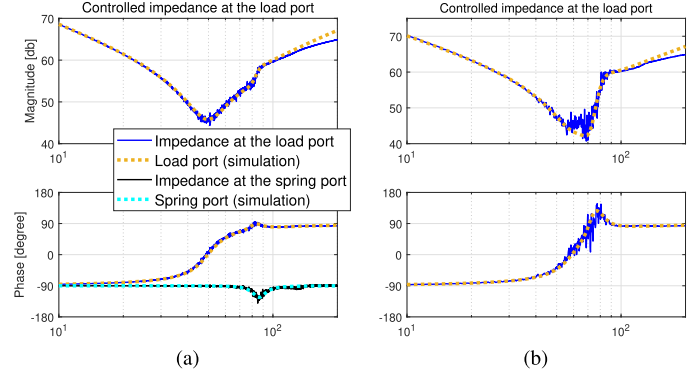 Controlled impedance at the load port
Magnitude [db]
70
60
50
40
10^1
10^2
Impedance at the load port
Load port (simulation)
Impedance at the spring port
Spring port (simulation)
Phase [degree]
180
90
0
-90
-180
10^1
10^2
(a)
Controlled impedance at the load port
70
60
50
40
10^1
10^2
180
90
0
-90
-180
10^1
10^2
(b)